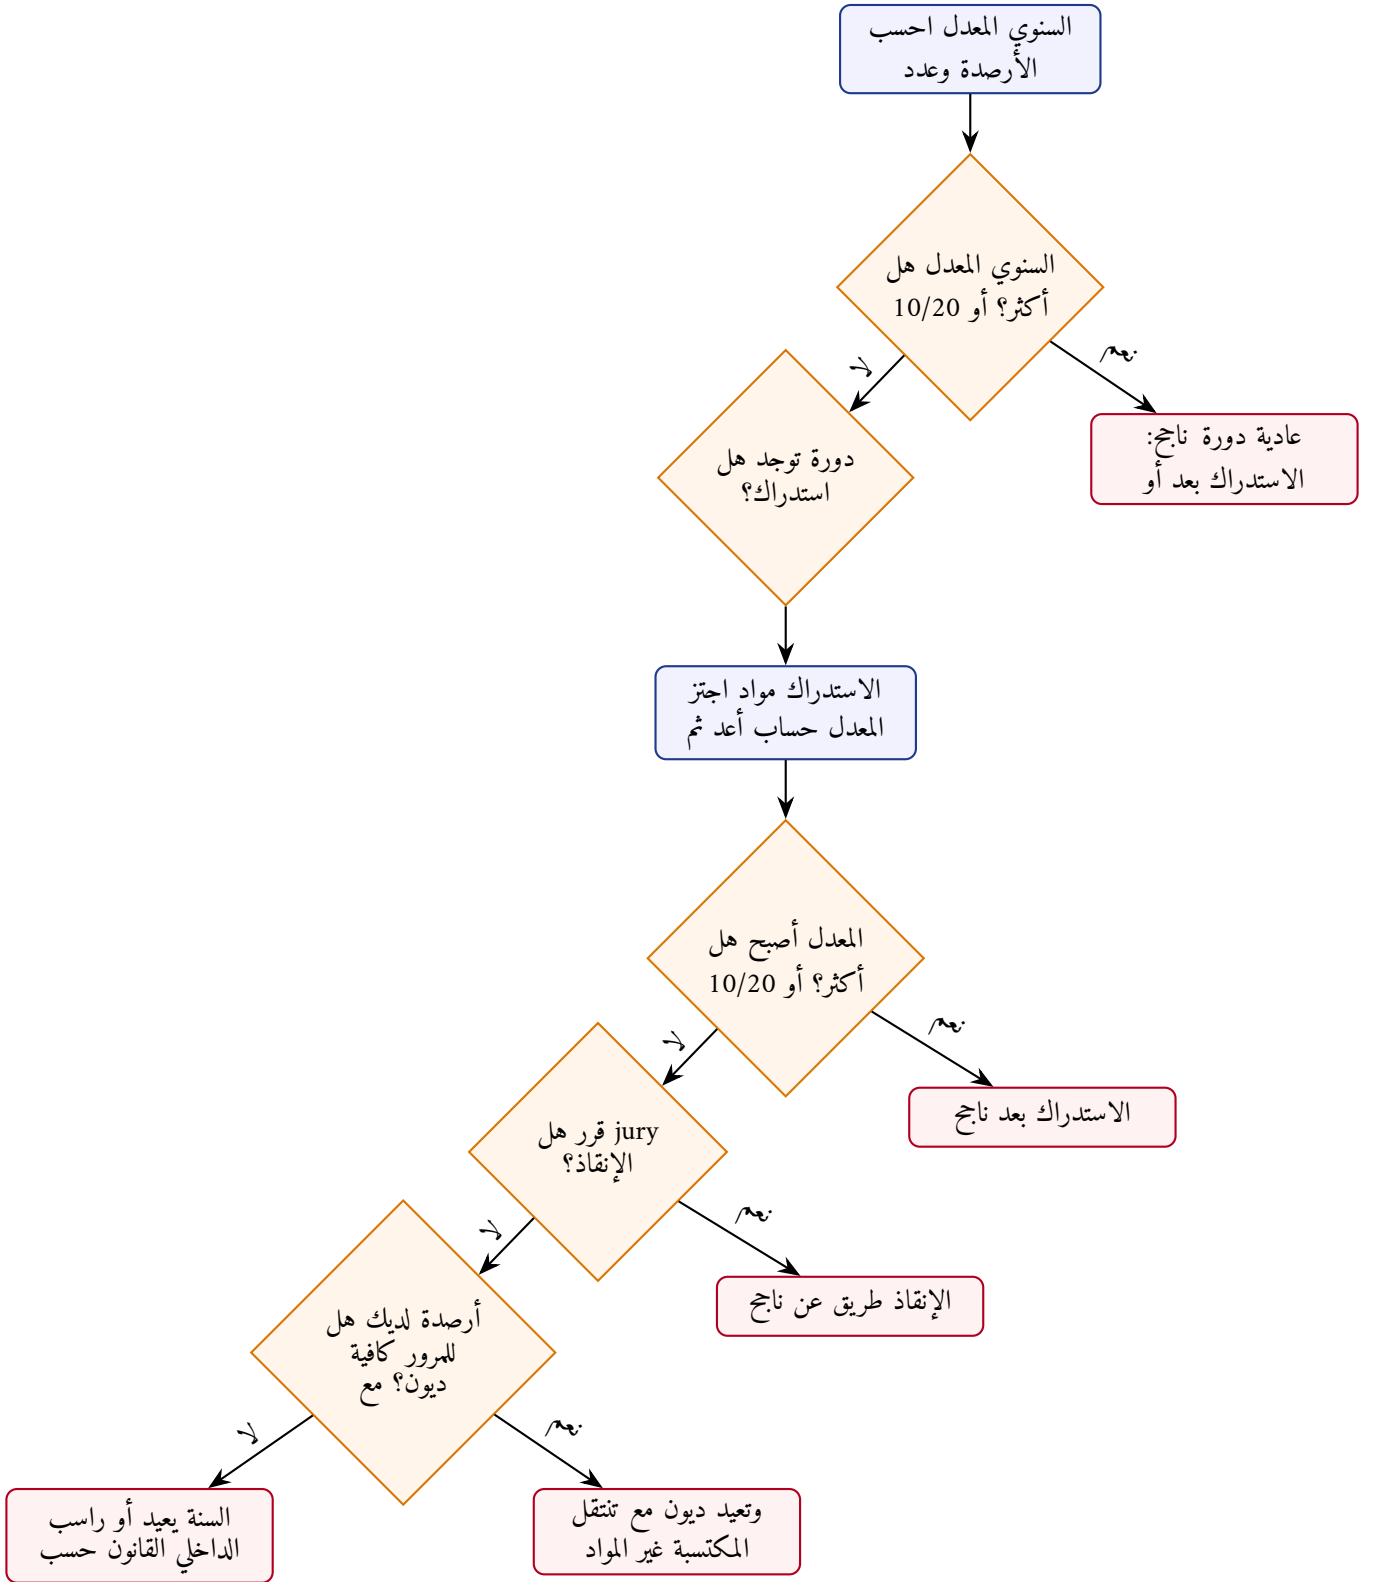 السنوي المعدل احسب
الأرصدة وعدد
السنوي المعدل هل
أكثر؟ أو 10/20
نعم
لا
عادية دورة ناجح:
الاستدراك بعد أو
دورة توجد هل
استدراك؟
الاستدراك مواد اجتز
المعدل حساب أعد ثم
المعدل أصبح هل
أكثر؟ أو 10/20
نعم
لا
الاستدراك بعد ناجح
jury قرر هل
الإنقاذ؟
نعم
لا
الإنقاذ طريق عن ناجح
أرصدة لديك هل
للمرور كافية
ديون؟ مع
نعم
لا
وتعيد ديون مع تنتقل
المكتسبة غير المواد
السنة يعيد أو راسب
الداخلي القانون حسب